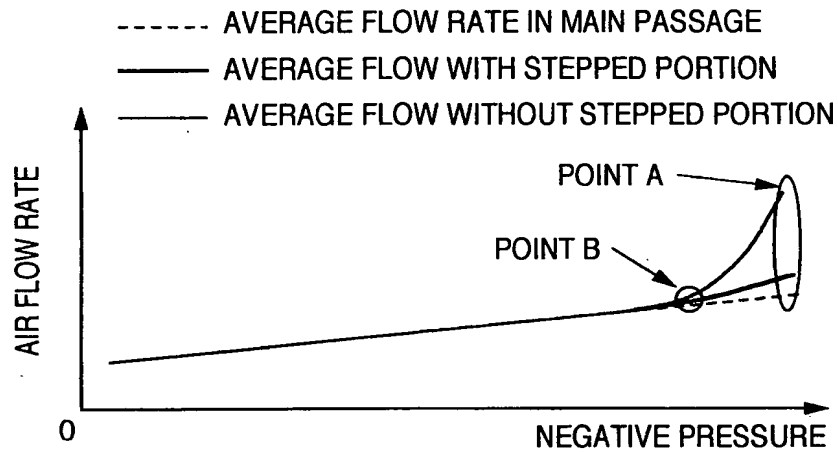 AVERAGE FLOW RATE IN MAIN PASSAGE
AVERAGE FLOW WITH STEPPED PORTION
AVERAGE FLOW WITHOUT STEPPED PORTION
AIR FLOW RATE
POINT A
POINT B
0
NEGATIVE PRESSURE